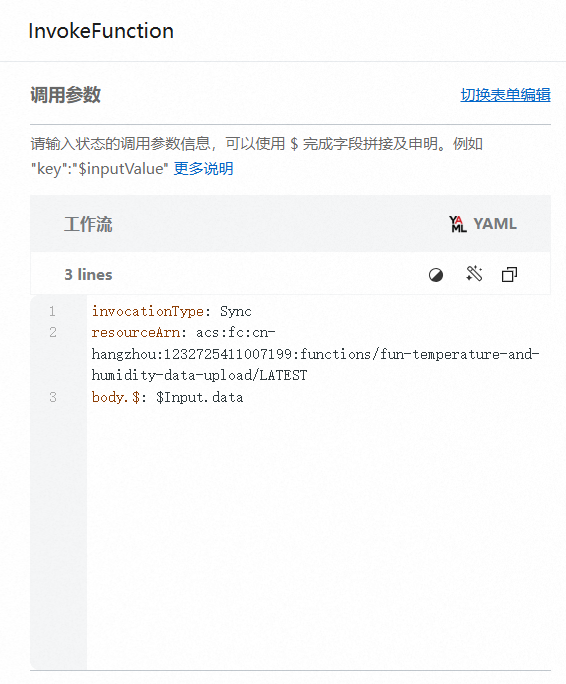 InvokeFunction
调用参数 切换表单编辑
请输入状态的调用参数信息，可以使用 $ 完成字段拼接及申明。例如
"key":"$inputValue" 更多说明
工作流 YAML YAML
3 lines
1 invocationType: Sync
2 resourceArn: acs:fc:cn-
hangzhou:1232725411007199:functions/fun-temperature-and-
humidity-data-upload/LATEST
3 body.$: $Input.data